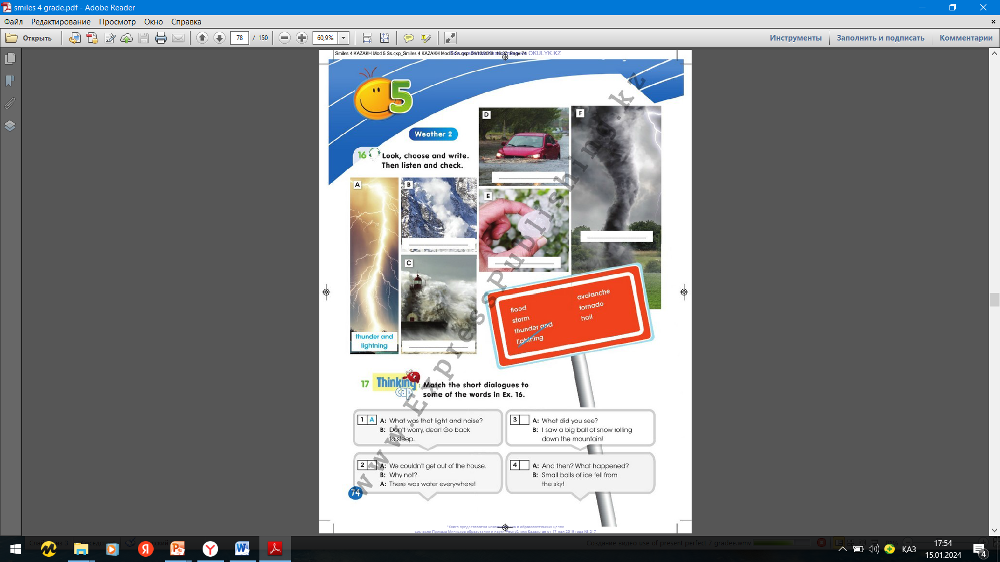 smiles 4 grade.pdf - Adobe Reader
Файл Редактирование Просмотр Окно Справка
Открыть 78 / 150 60,9% Инструменты Заполнить и подписать Комментарии
Smiles 4 KAZAKH Mod 5 Ss.qxp_Smiles 4 KAZAKH Mod 5 Ss.qxp 04/12/2018 16:37 Page 74
OKULYK.KZ
5
Weather 2
16 Look, choose and write.
Then listen and check.
A
thunder and
lightning
B
C
D
E
F
flood
storm
thunder and
lightning
avalanche
tornado
hail
17 Thinking cap
: Match the short dialogues to
some of the words in Ex. 16.
1 A A: What was that light and noise?
B: Don't worry, dear! Go back
to sleep.
2 A: We couldn't get out of the house.
B: Why not?
A: There was water everywhere!
3 A: What did you see?
B: I saw a big ball of snow rolling
down the mountain!
4 A: And then? What happened?
B: Small balls of ice fell from
the sky!
74
www.ExpressPublishing.kz
"Книга предоставлена исключительно в образовательных целях
согласно Приказа Министра образования и науки Республики Казахстан от 17 мая 2019 года № 217
Создание видео use of present perfect 7 gradee.wmv
81%
ҚАЗ
17:54
15.01.2024
4